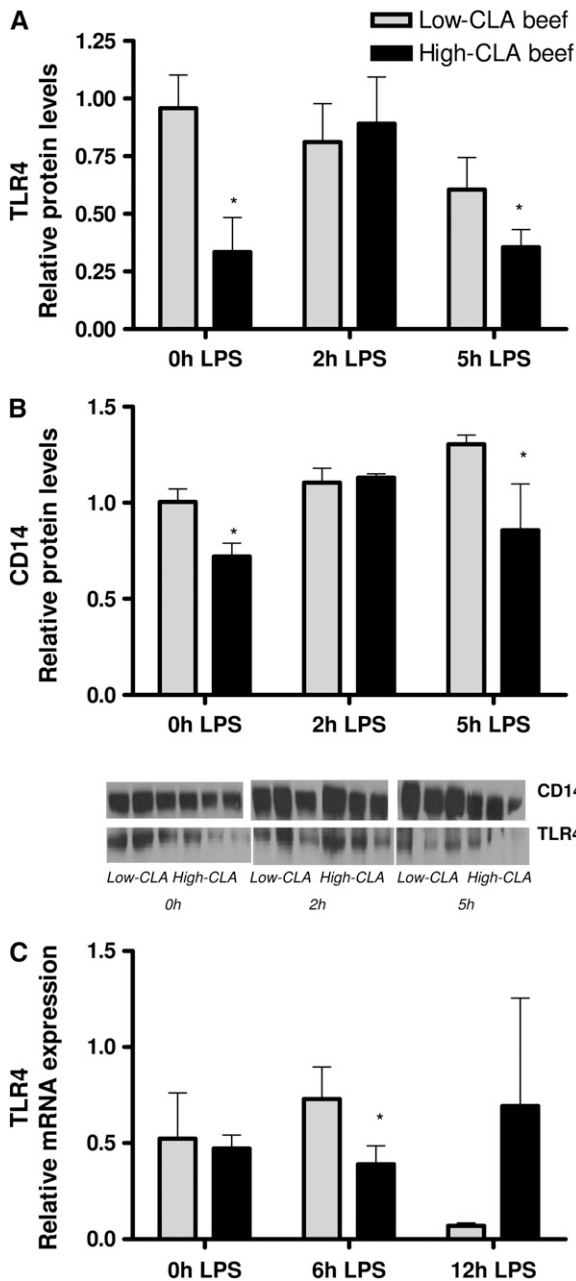 A
Low-CLA beef
High-CLA beef
TLR4
Relative protein levels
1.25
1.00
0.75
0.50
0.25
0.00
*
*
0h LPS 2h LPS 5h LPS
B
CD14
Relative protein levels
1.5
1.0
0.5
0.0
*
*
0h LPS 2h LPS 5h LPS
CD14
TLR4
Low-CLA High-CLA Low-CLA High-CLA Low-CLA High-CLA
0h 2h 5h
C
TLR4
Relative mRNA expression
1.5
1.0
0.5
0.0
*
0h LPS 6h LPS 12h LPS